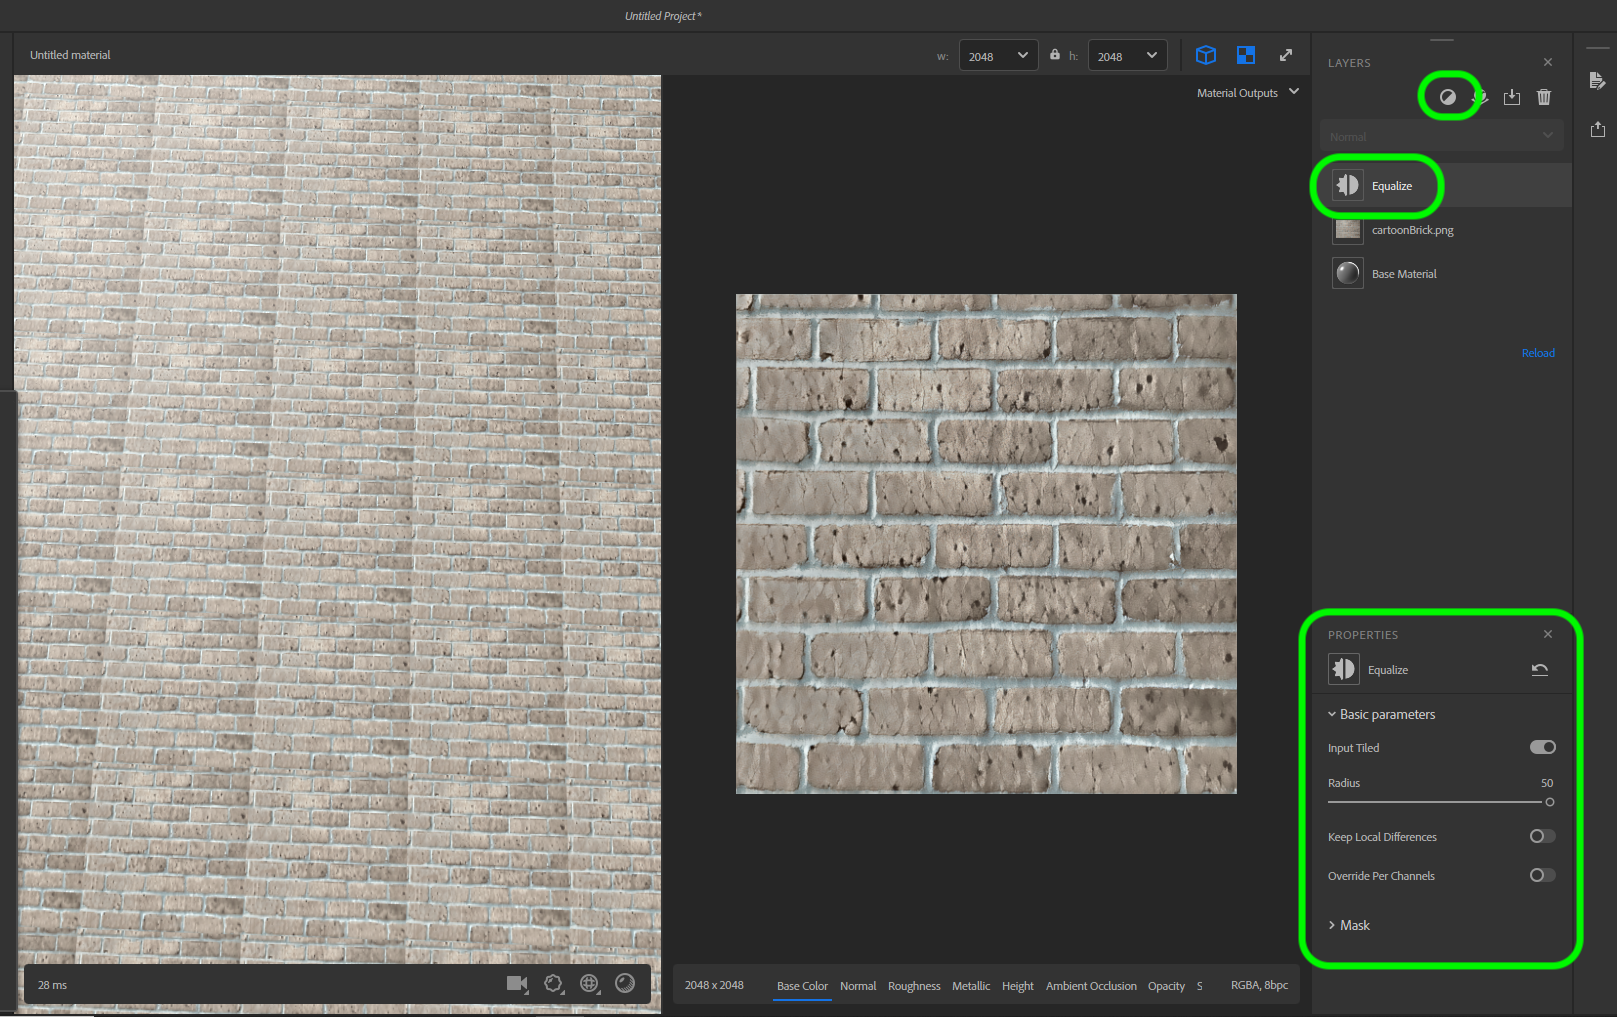 Untitled Project*
Untitled material
w: 2048 h: 2048
Material Outputs
LAYERS
Normal
Equalize
cartoonBrick.png
Base Material
Reload
PROPERTIES
Equalize
Basic parameters
Input Tiled
Radius 50
Keep Local Differences
Override Per Channels
Mask
28 ms
2048 x 2048 Base Color Normal Roughness Metallic Height Ambient Occlusion Opacity S RGBA, 8bpc